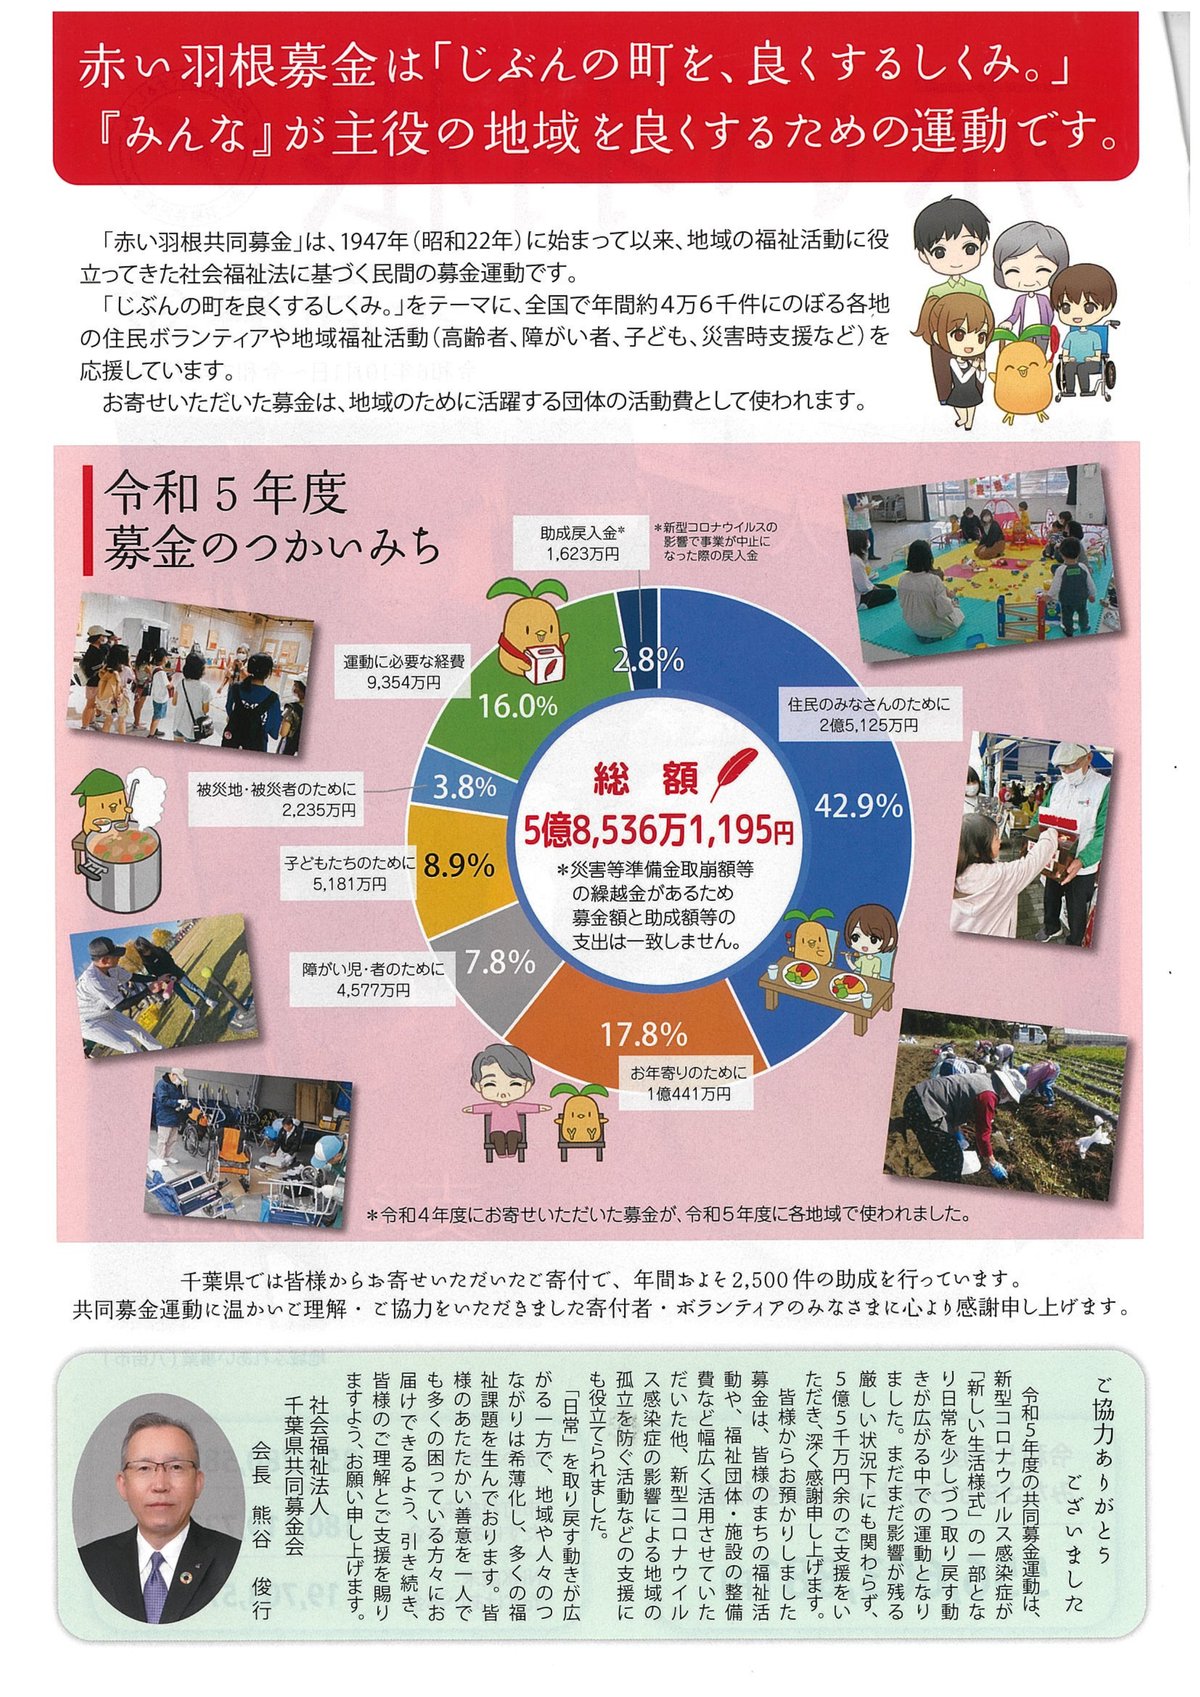 赤い羽根募金は「じぶんの町を、良くするしくみ。」
『みんな』が主役の地域を良くするための運動です。
「赤い羽根共同募金」は、1947年(昭和22年)に始まって以来、地域の福祉活動に役
立ってきた社会福祉法に基づく民間の募金運動です。
「じぶんの町を良くするしくみ。」をテーマに、全国で年間約4万6千件にのぼる各地
の住民ボランティアや地域福祉活動(高齢者、障がい者、子ども、災害時支援など)を
応援しています。
お寄せいただいた募金は、地域のために活躍する団体の活動費として使われます。
令和5年度
募金のつかいみち
助成戻入金*
1,623万円
*新型コロナウイルスの
影響で事業が中止に
なった際の戻入金
2.8%
運動に必要な経費
9,354万円
16.0%
住民のみなさんのために
2億5,125万円
42.9%
被災地・被災者のために
2,235万円
3.8%
子どもたちのために
5,181万円
8.9%
総額
5億8,536万1,195円
*災害等準備金取崩額等
の繰越金があるため
募金額と助成額等の
支出は一致しません。
障がい児・者のために
4,577万円
7.8%
17.8%
お年寄りのために
1億441万円
*令和4年度にお寄せいただいた募金が、令和5年度に各地域で使われました。
千葉県では皆様からお寄せいただいたご寄付で、年間およそ2,500件の助成を行っています。
共同募金運動に温かいご理解・ご協力をいただきました寄付者・ボランティアのみなさまに心より感謝申し上げます。
ご協力ありがとう
ございました
令和5年度の共同募金運動は、
新型コロナウイルス感染症が
「新しい生活様式」の一部とな
り日常を少しづつ取り戻す動
きが広がる中での運動となり
ました。まだまだ影響が残る
厳しい状況下にも関わらず、
5億5千万円余のご支援をい
ただき、深く感謝申し上げます。
皆様からお預かりしました
募金は、皆様のまちの福祉活
動や、福祉団体・施設の整備
費など幅広く活用させていた
だいた他、新型コロナウイル
ス感染症の影響による地域の
孤立を防ぐ活動などの支援に
も役立てられました。
「日常」を取り戻す動きが広
がる一方で、地域や人々のつ
ながりは希薄化し、多くの福
祉課題を生んでおります。皆
様のあたたかい善意を一人で
も多くの困っている方々にお
届けできるよう、引き続き、
皆様のご理解とご支援を賜り
ますよう、お願い申し上げます。
社会福祉法人
千葉県共同募金会
会長 熊谷 俊行